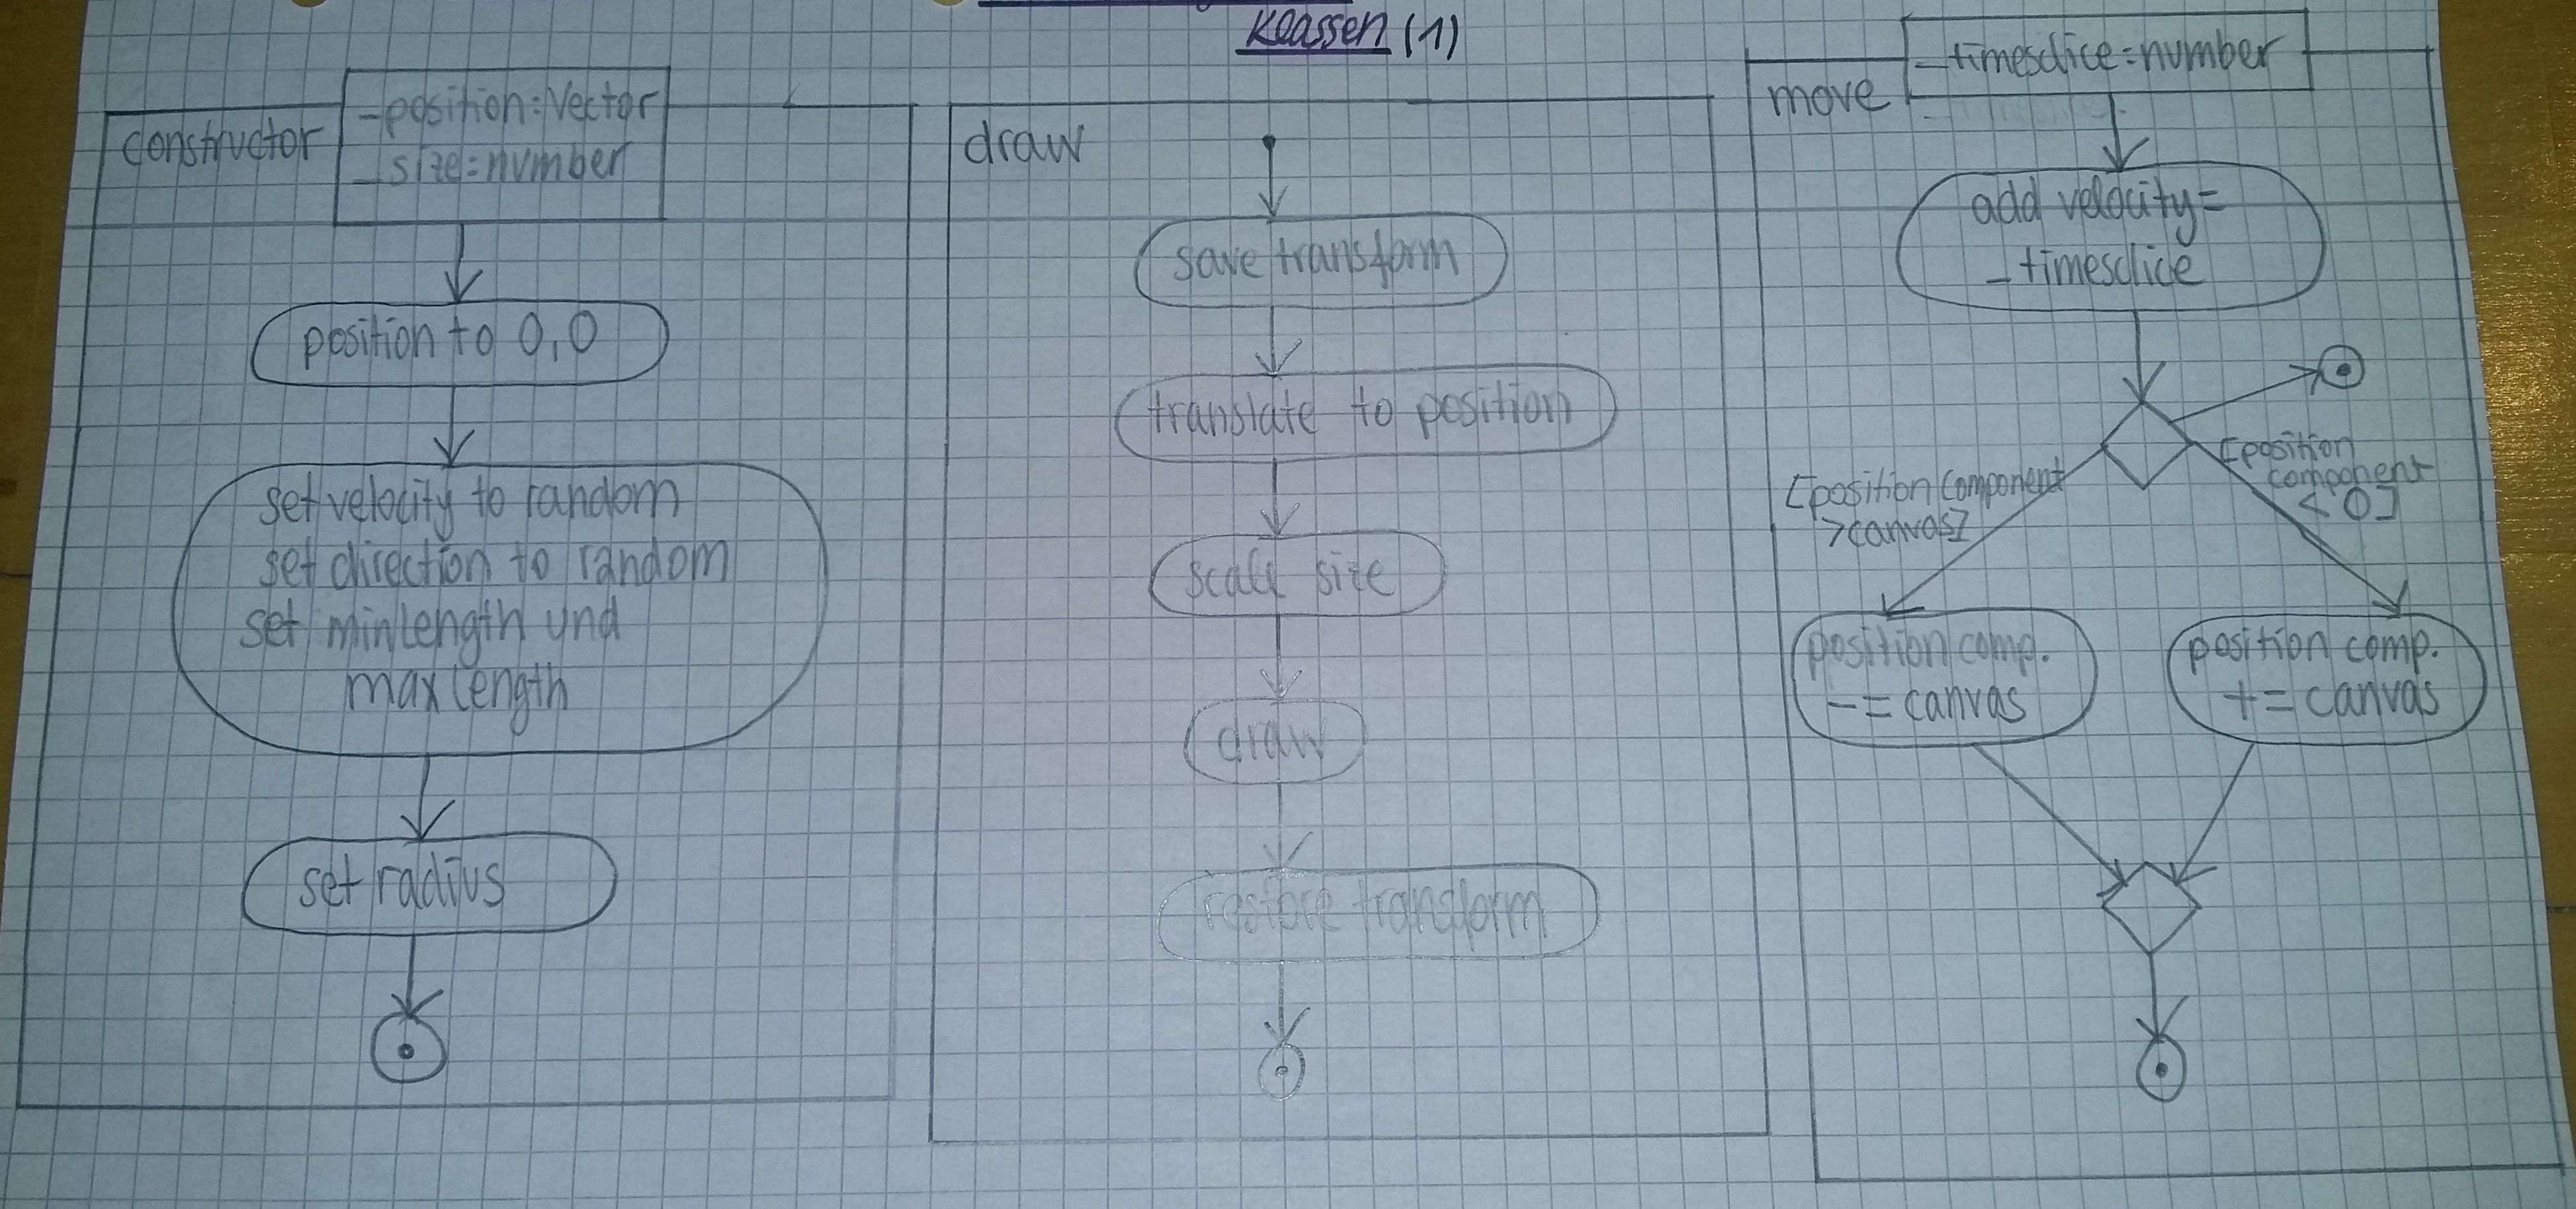 Klassen (1)
constructor
_position:Vector
_size:number
position to 0,0
set velocity to random
set direction to random
set minLength und
max length
set radius
draw
save transform
translate to position
scale size
draw
restore transform
move
_timesclice:number
add velocity=
_timesclice
[position component
>canvas]
[position
component
< 0]
position comp.
-= canvas
position comp.
+= canvas